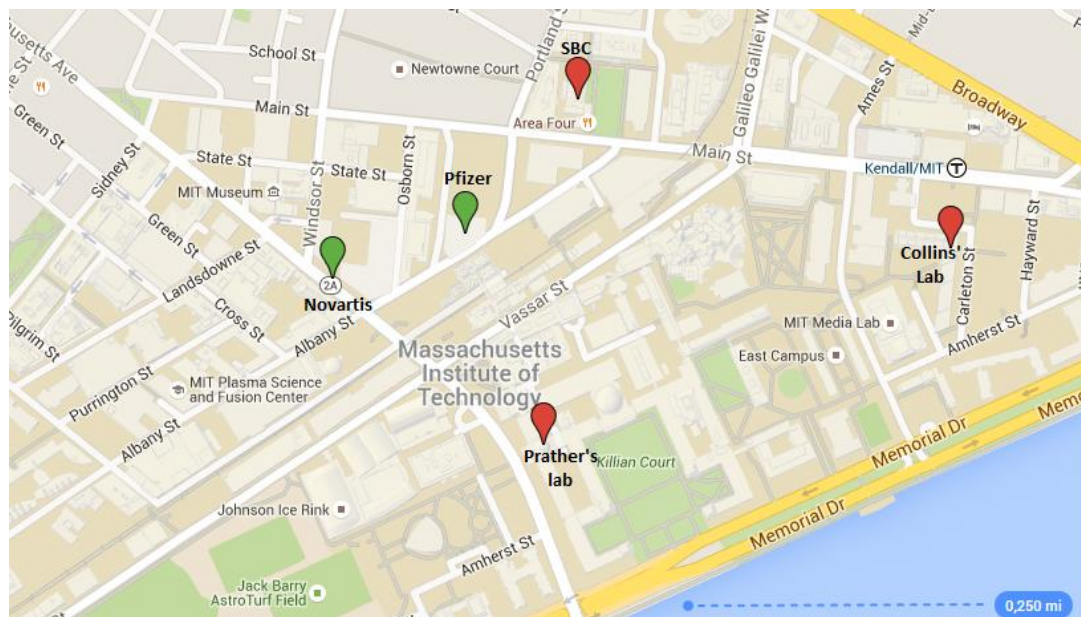 School St
Newtowne Court
SBC
Broadway
Main St
Area Four
Galileo Galilei W
Ames St
Portland S
Main St
Kendall/MIT
T
Green St
Sidney St
State St
State St
MIT Museum
Windsor St
Osborn St
Pfizer
Green St
Landsdowne St
Cross St
2A
Novartis
Albany St
Vassar St
Collins'
Lab
Carleton St
Hayward St
Amherst St
MIT Media Lab
East Campus
Massachusetts
Institute of
Technology
Pilgrim St
Purrington St
MIT Plasma Science
and Fusion Center
Albany St
Prather's
lab
Killian Court
Memorial Dr
Memorial Dr
Johnson Ice Rink
Amherst St
Jack Barry
AstroTurf Field
0,250 mi